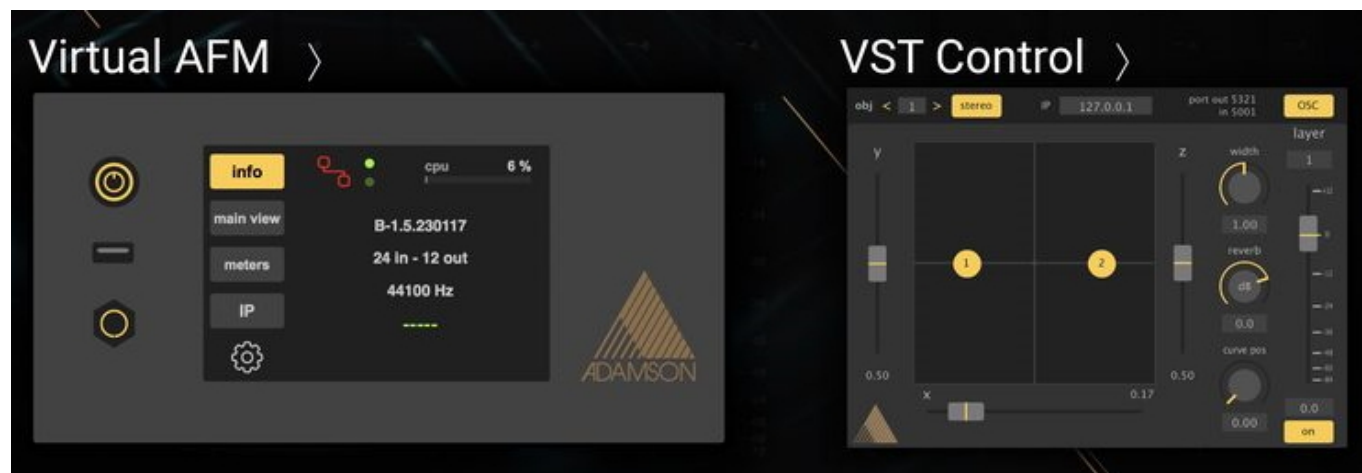 Virtual AFM 〉
info
cpu 6 %
main view
B-1.5.230117
meters
24 in - 12 out
44100 Hz
IP
-----
ADAMSON
VST Control 〉
obj < 1 > stereo IP 127.0.0.1 port out 5321
in 5001
OSC
layer
1
y
z
width
1.00
reverb
dB
0.0
curve pos
0.00
1
2
0.50
0.50
x 0.17
0.0
on